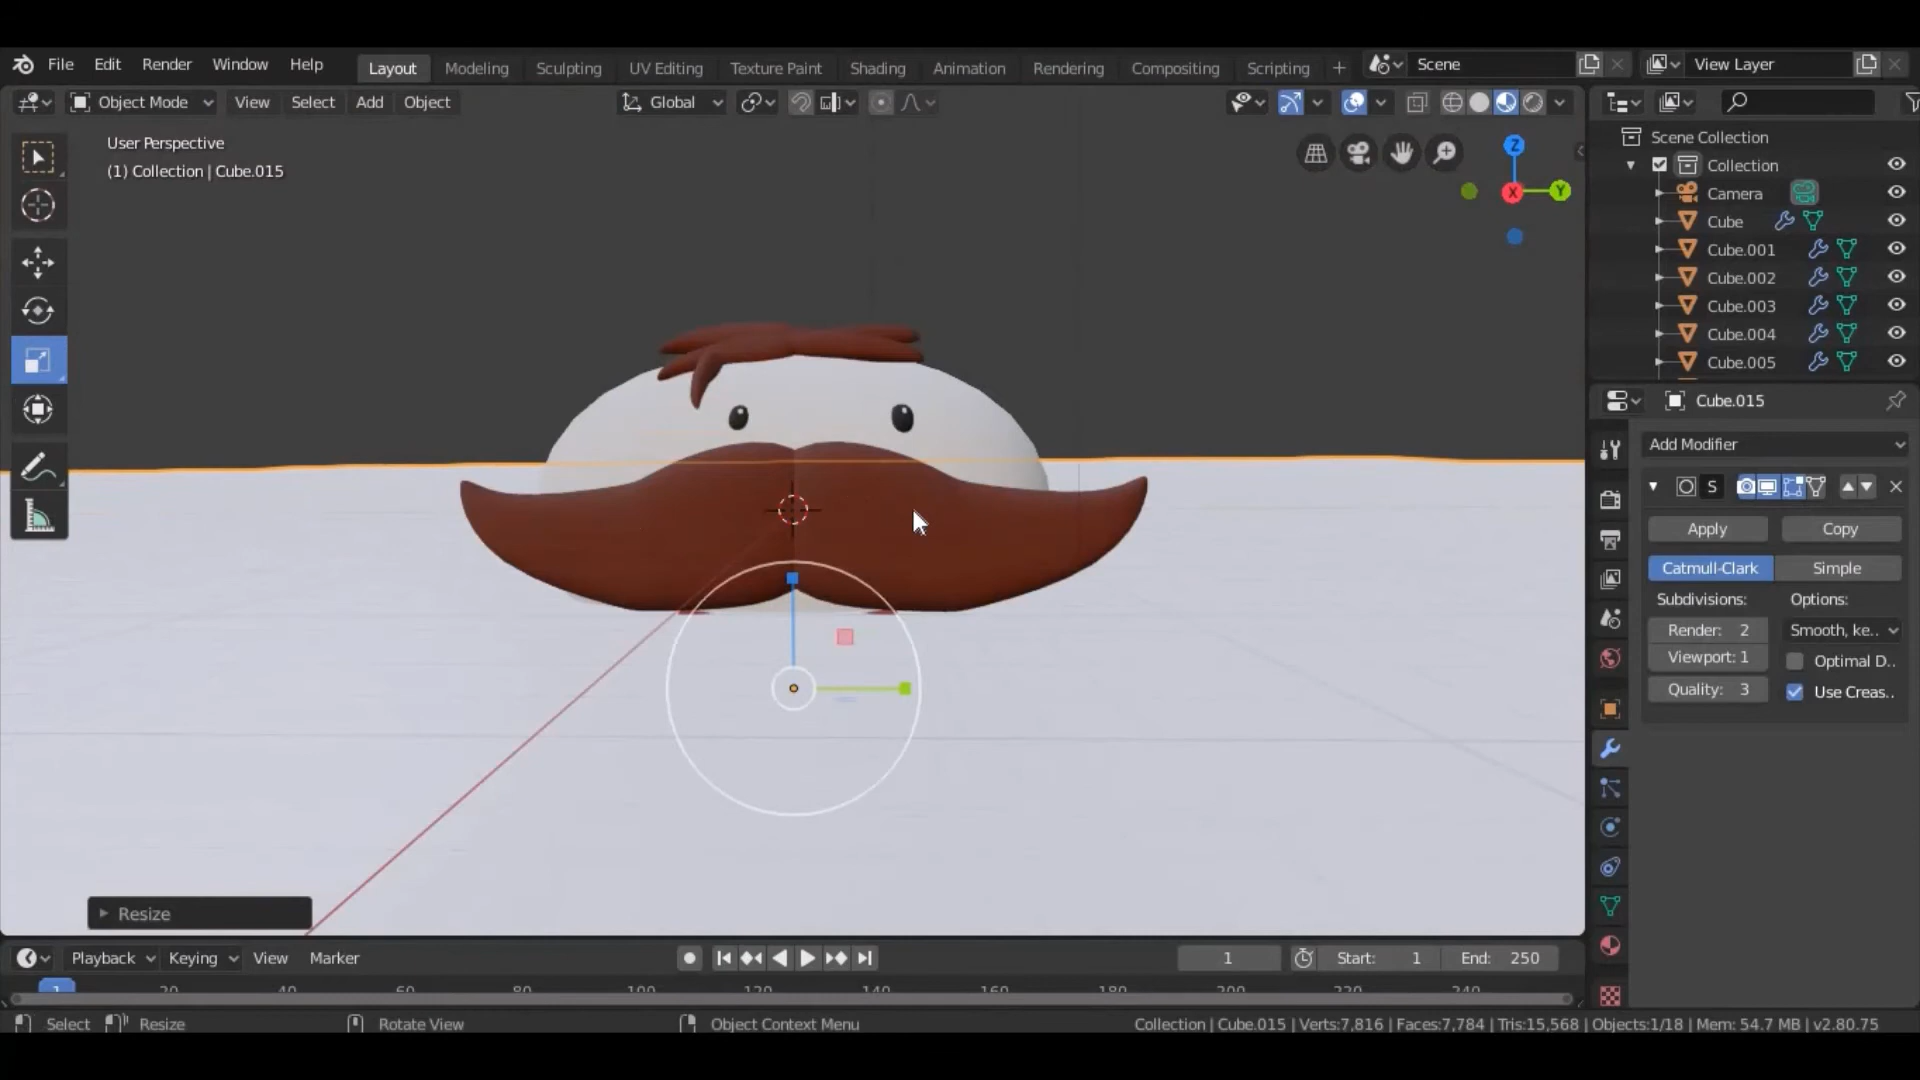 File Edit Render Window Help Layout Modeling Sculpting UV Editing Texture Paint Shading Animation Rendering Compositing Scripting + Scene View Layer
Object Mode View Select Add Object Global
User Perspective
(1) Collection | Cube.015
Z
X
Y
Scene Collection
Collection
Camera
Cube
Cube.001
Cube.002
Cube.003
Cube.004
Cube.005
Cube.015
Add Modifier
S
Apply Copy
Catmull-Clark Simple
Subdivisions: Options:
Render: 2 Smooth, ke..
Viewport: 1 Optimal D..
Quality: 3 Use Creas..
Resize
Playback Keying View Marker 1 Start: 1 End: 250
1 20 40 60 80 100 120 140 160 180 200 220 240
Select Resize Rotate View Object Context Menu Collection | Cube.015 | Verts:7,816 | Faces:7,784 | Tris:15,568 | Objects:1/18 | Mem: 54.7 MB | v2.80.75